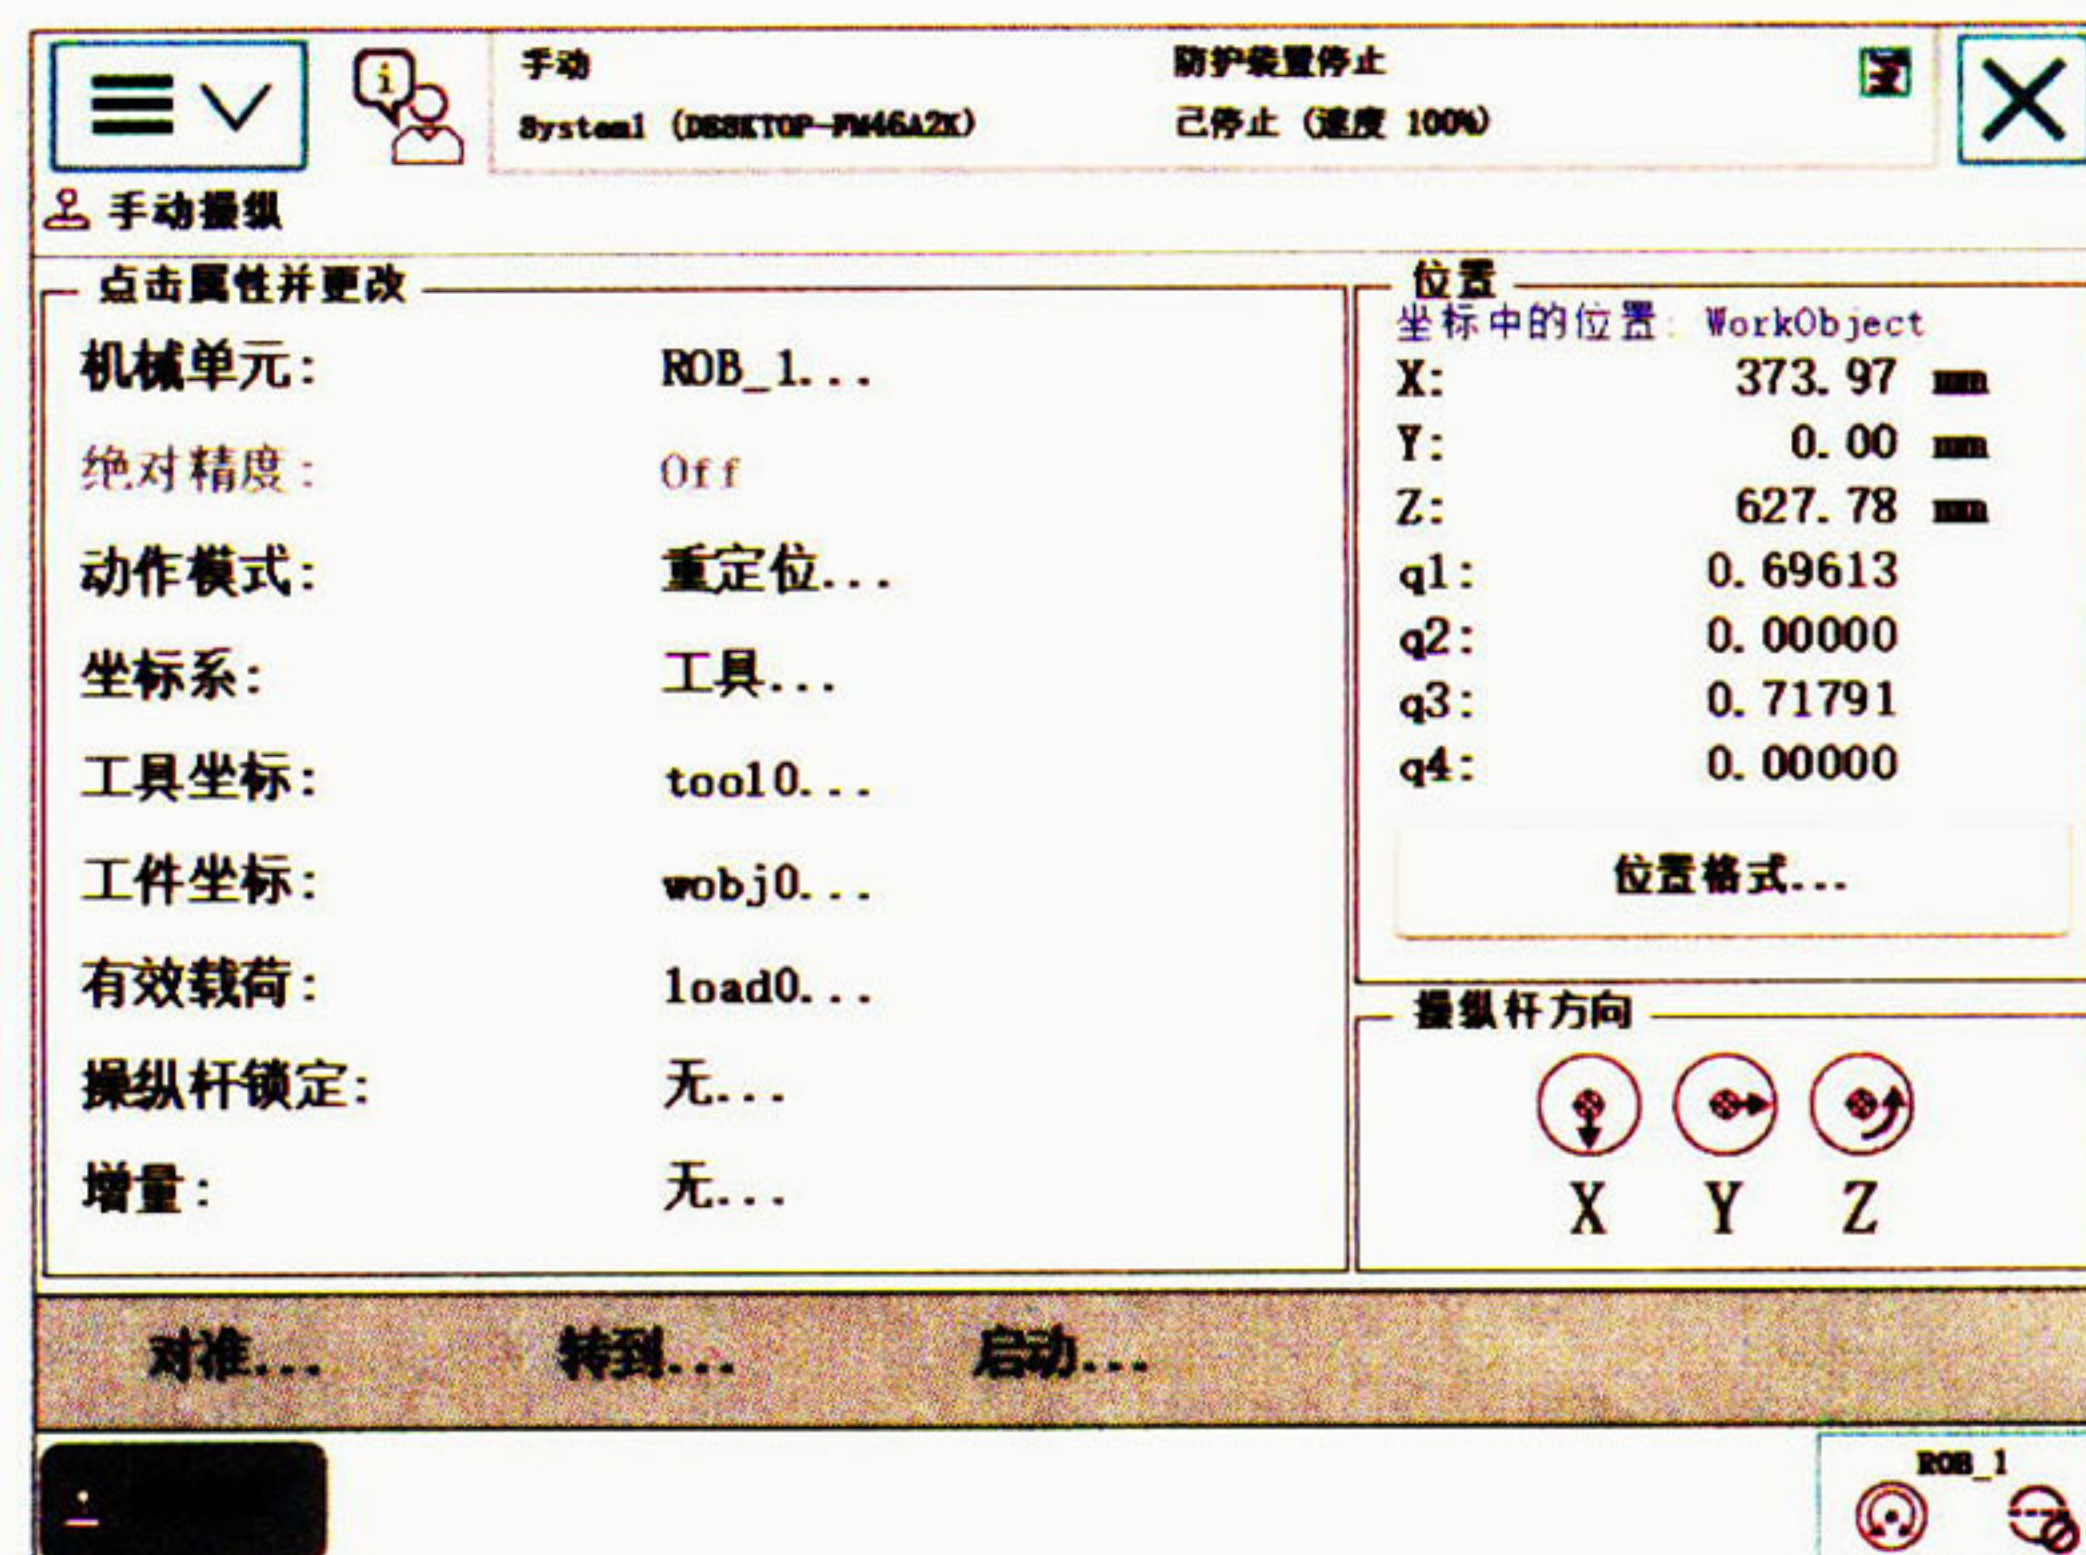 手动
System1 (DESKTOP-FM46A2K)
防护装置停止
己停止 (速度 100%)
手动操纵
点击属性并更改
机械单元: ROB_1...
绝对精度: Off
动作模式: 重定位...
坐标系: 工具...
工具坐标: tool0...
工件坐标: wobj0...
有效载荷: load0...
操纵杆锁定: 无...
增量: 无...
位置
坐标中的位置: WorkObject
X: 373.97 mm
Y: 0.00 mm
Z: 627.78 mm
q1: 0.69613
q2: 0.00000
q3: 0.71791
q4: 0.00000
位置格式...
操纵杆方向
X Y Z
对准... 转到... 启动...
ROB_1